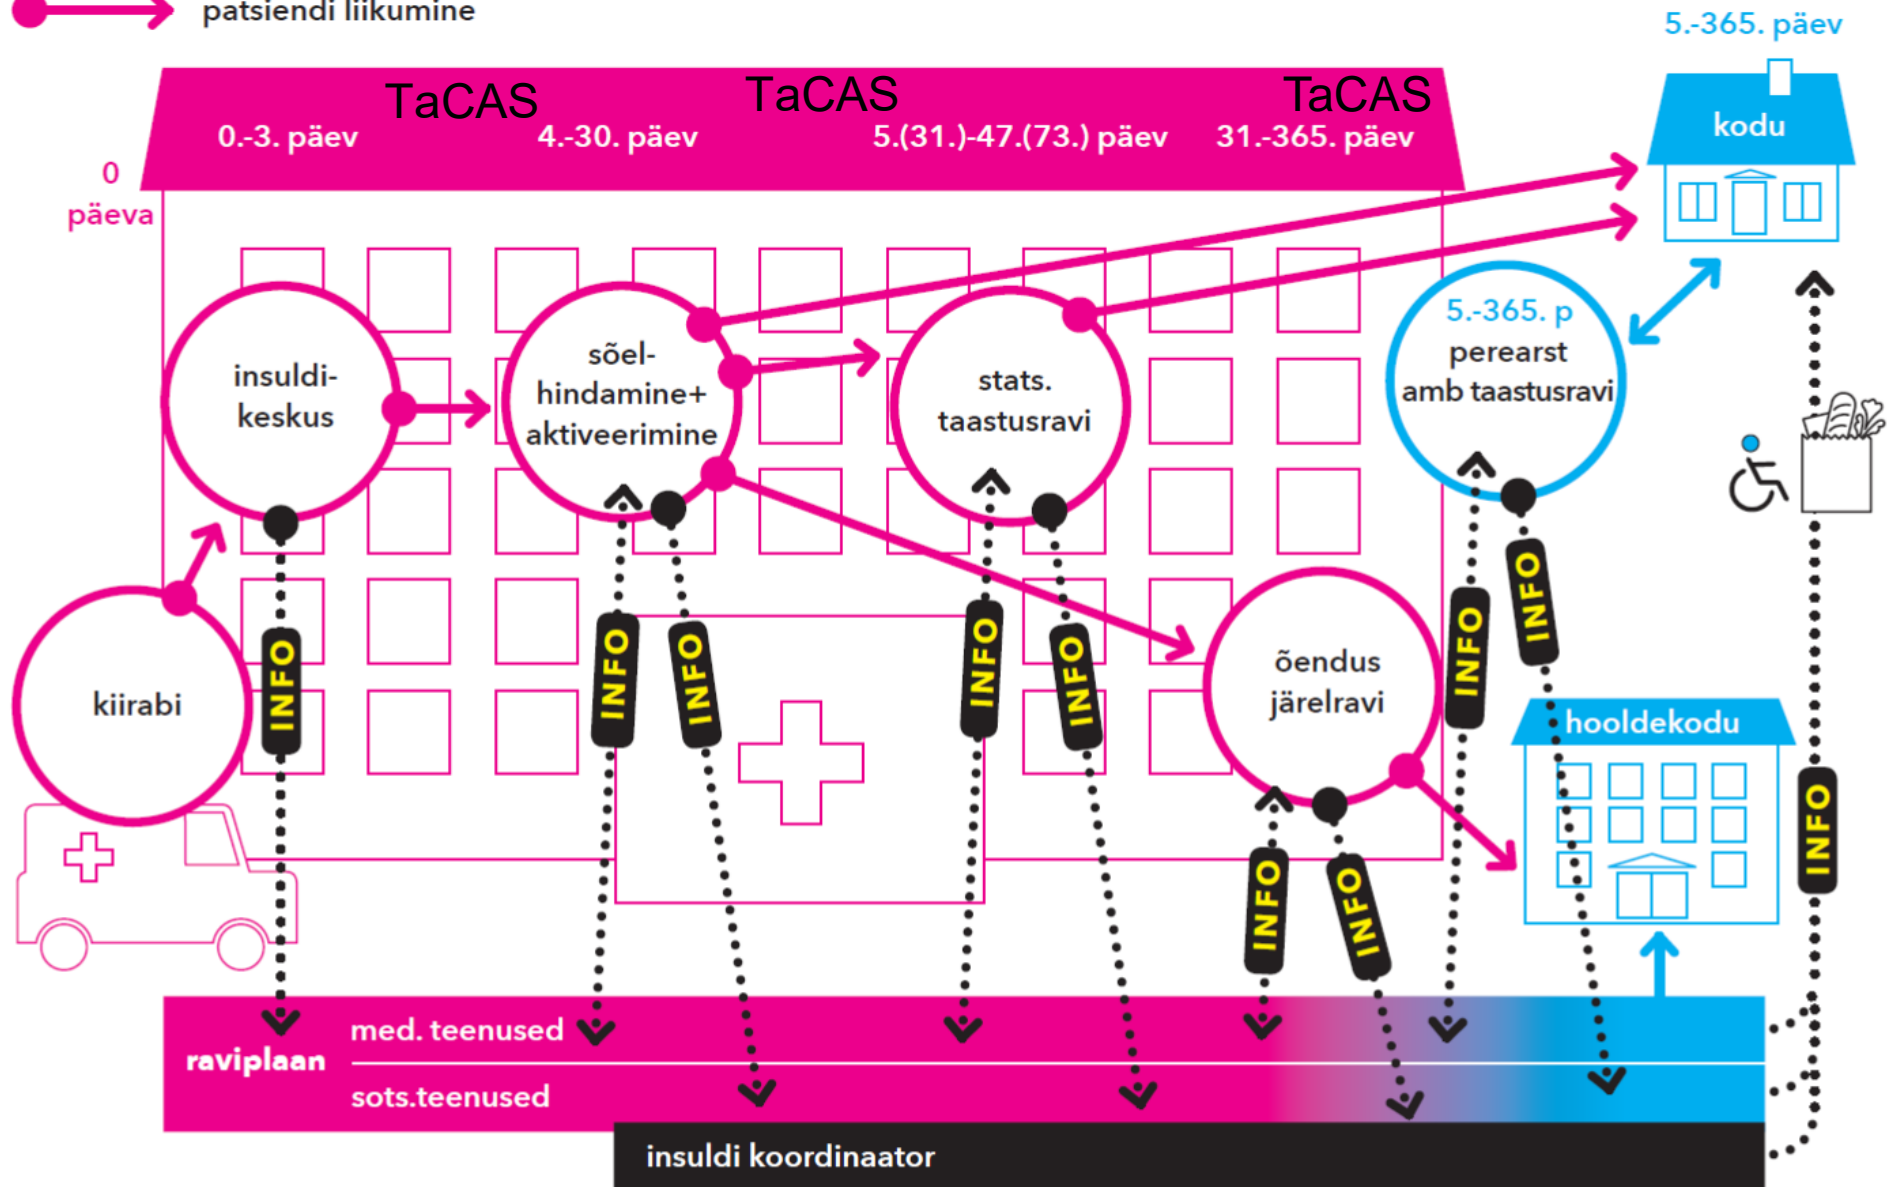 patsiendi liikumine
5.-365. päev
TaCAS
TaCAS
TaCAS
0.-3. päev
4.-30. päev
5.(31.)-47.(73.) päev
31.-365. päev
kodu
0
päeva
insuldi-
keskus
sõel-
hindamine+
aktiveerimine
stats.
taastusravi
5.-365. p
perearst
amb taastusravi
kiirabi
õendus
järelravi
hooldekodu
INFO
INFO
INFO
INFO
INFO
INFO
INFO
INFO
INFO
INFO
raviplaan
med. teenused
sots.teenused
insuldi koordinaator